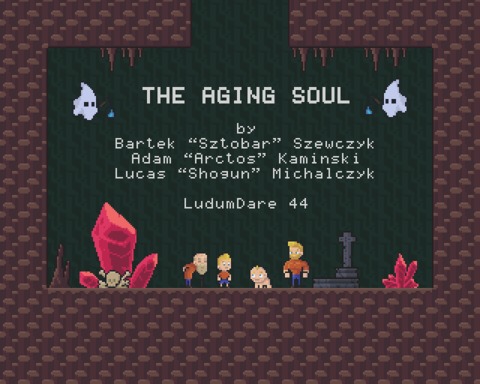 THE AGING SOUL
by
Bartek “Sztobar” Szewczyk
Adam “Arctos” Kaminski
Lucas “Shogun” Michalczyk
LudumDare 44